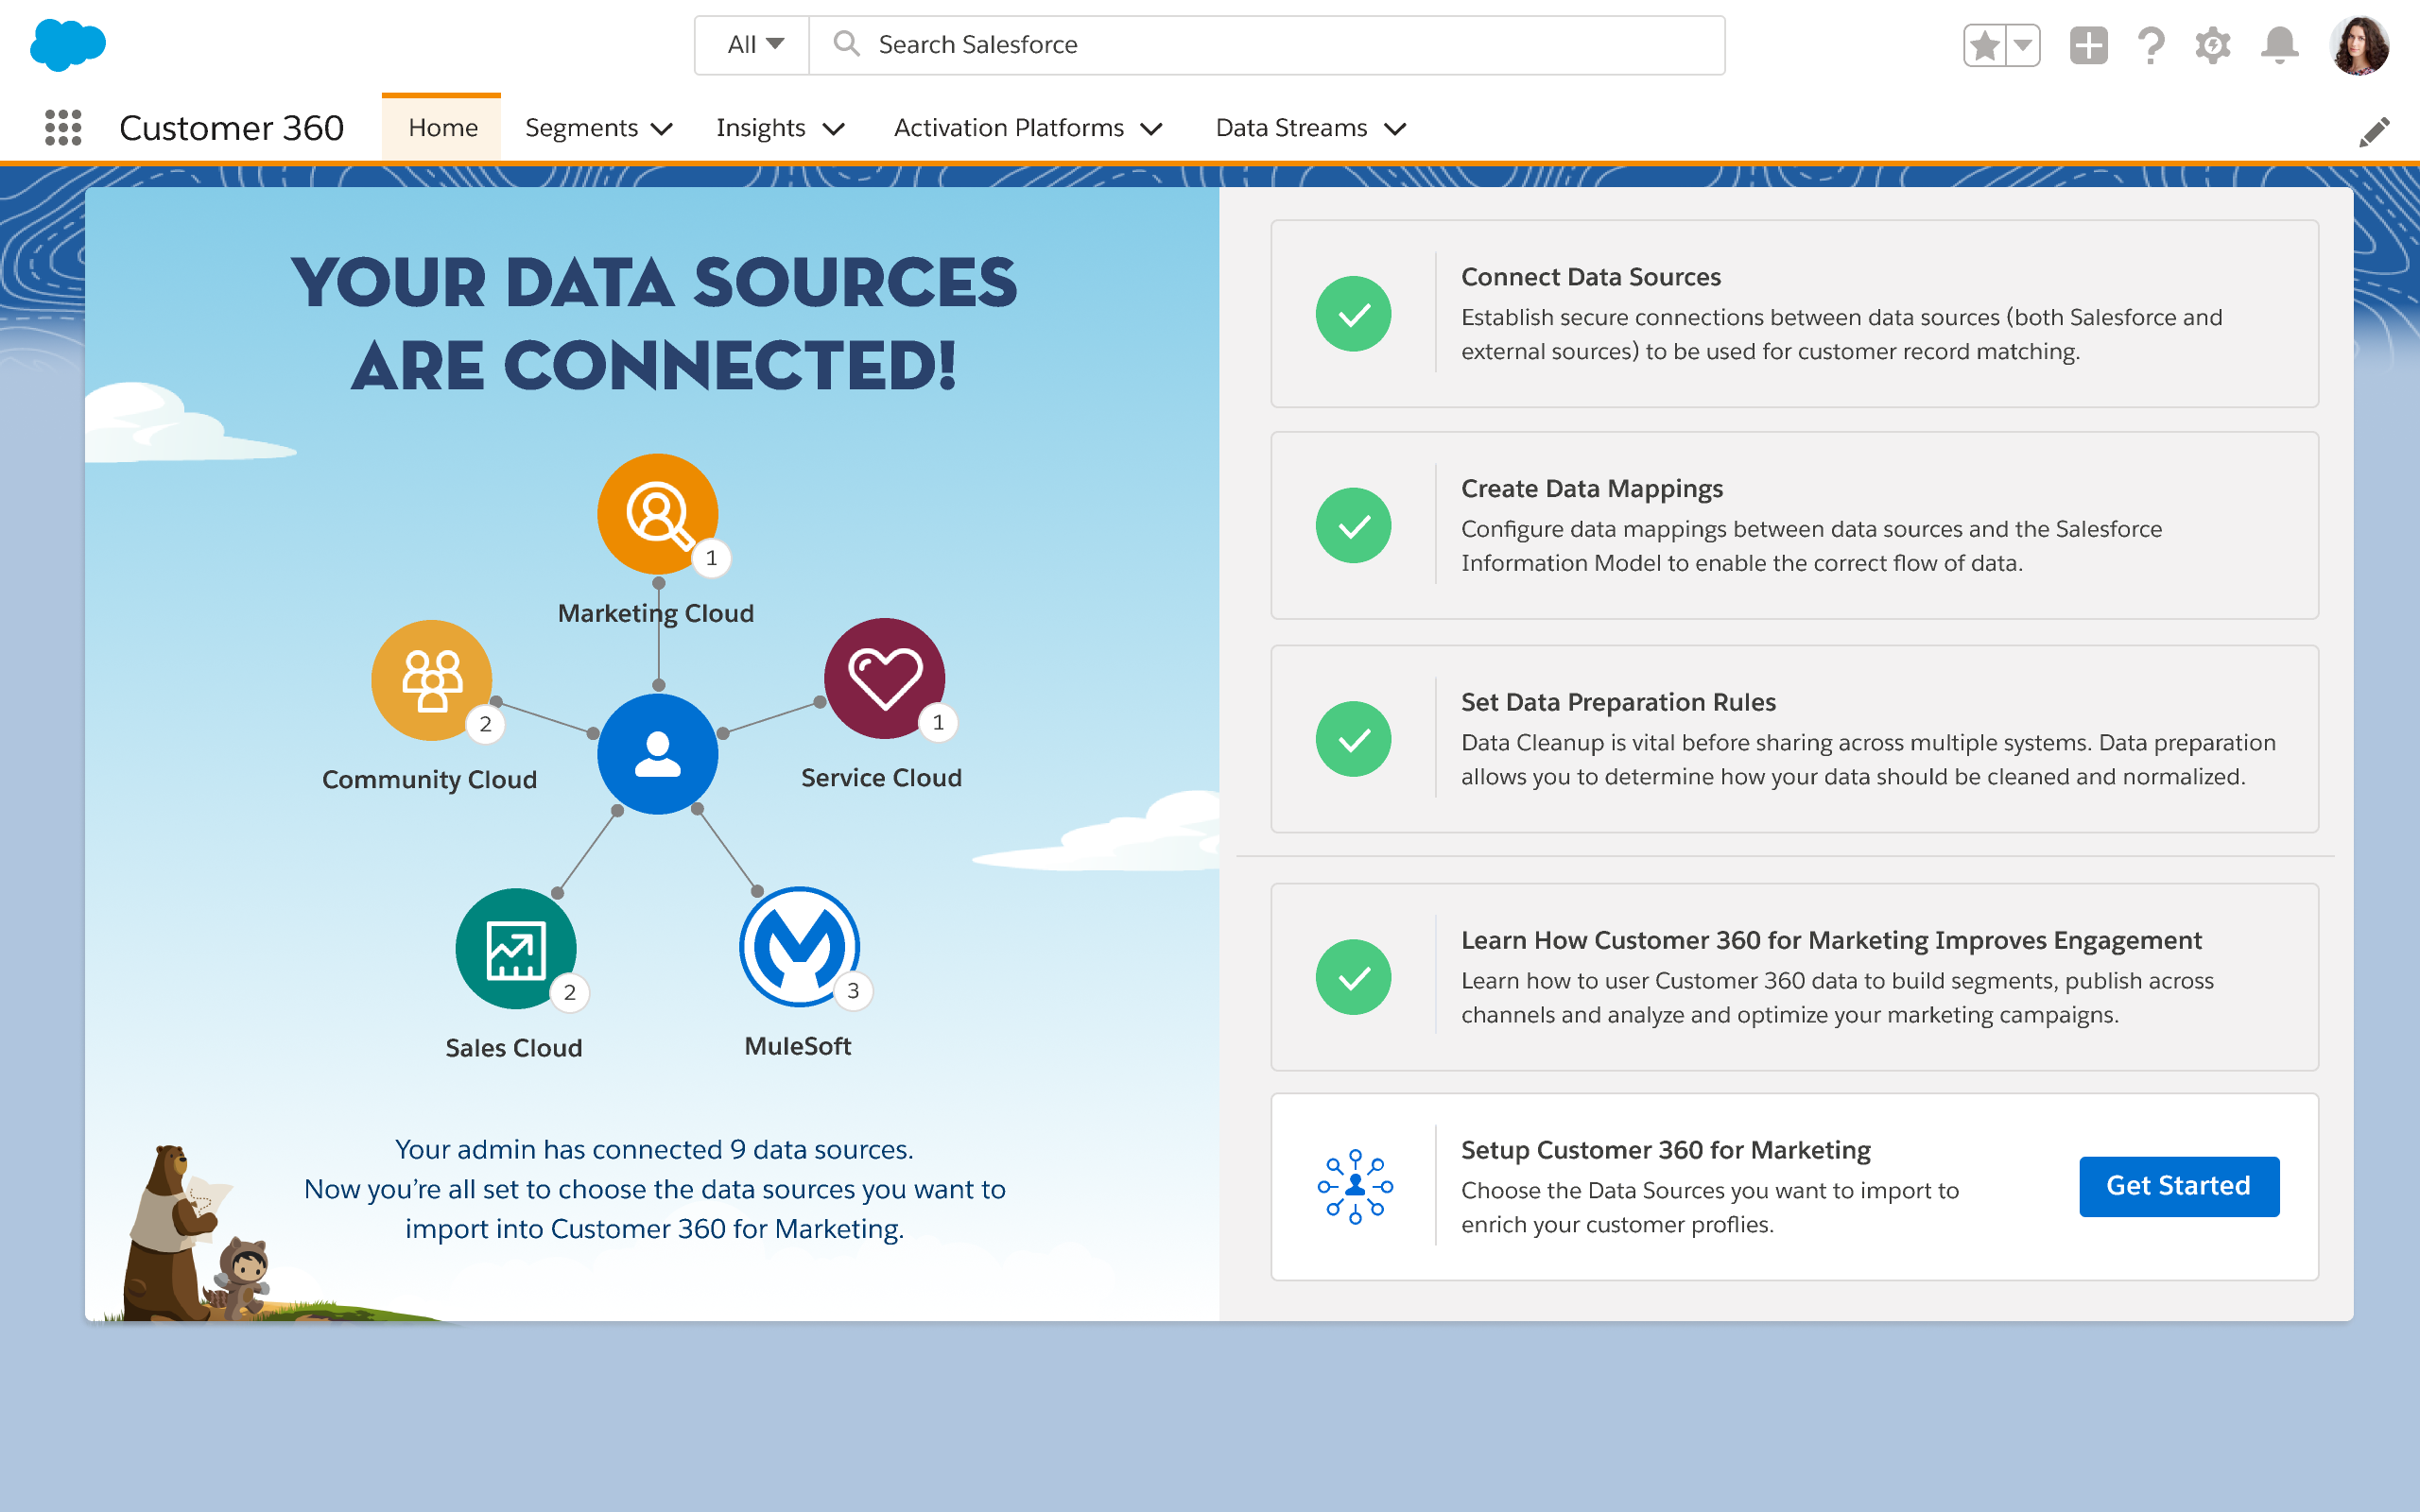 All
Search Salesforce
Customer 360
Home
Segments
Insights
Activation Platforms
Data Streams
YOUR DATA SOURCES
ARE CONNECTED!
1
Marketing Cloud
2
Community Cloud
1
Service Cloud
2
Sales Cloud
3
MuleSoft
Your admin has connected 9 data sources.
Now you’re all set to choose the data sources you want to
import into Customer 360 for Marketing.
Connect Data Sources
Establish secure connections between data sources (both Salesforce and
external sources) to be used for customer record matching.
Create Data Mappings
Configure data mappings between data sources and the Salesforce
Information Model to enable the correct flow of data.
Set Data Preparation Rules
Data Cleanup is vital before sharing across multiple systems. Data preparation
allows you to determine how your data should be cleaned and normalized.
Learn How Customer 360 for Marketing Improves Engagement
Learn how to user Customer 360 data to build segments, publish across
channels and analyze and optimize your marketing campaigns.
Setup Customer 360 for Marketing
Choose the Data Sources you want to import to
enrich your customer proflies.
Get Started